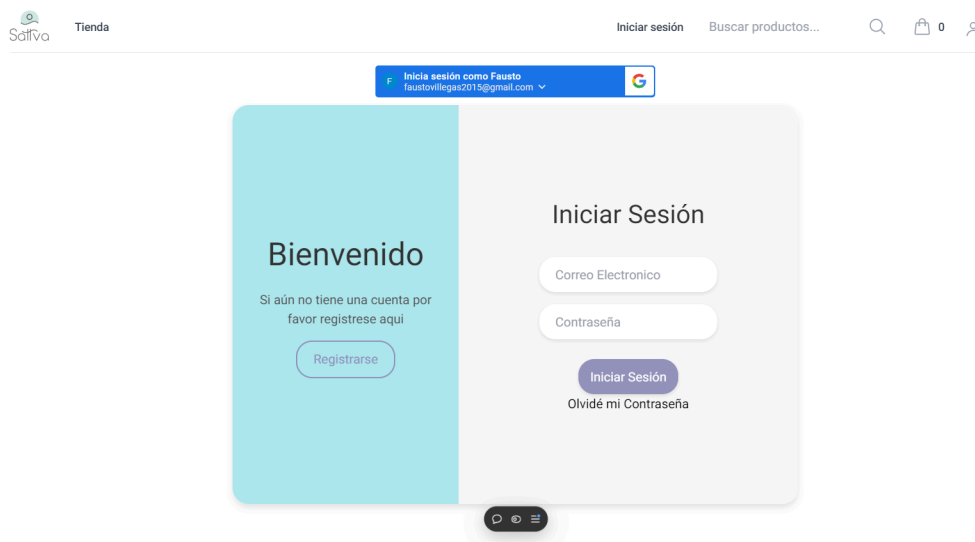 Sattva
Tienda
Iniciar sesión
Buscar productos...
0
F
Inicia sesión como Fausto
faustovillegas2015@gmail.com
G
Bienvenido
Si aún no tiene una cuenta por
favor registrese aqui
Registrarse
Iniciar Sesión
Correo Electronico
Contraseña
Iniciar Sesión
Olvidé mi Contraseña